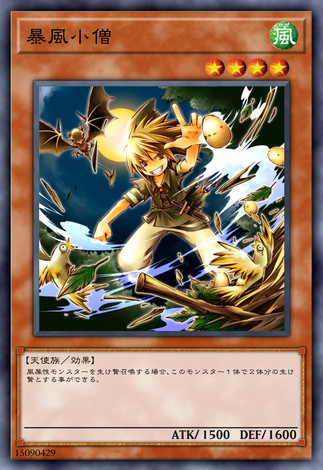 暴風小僧
風
【天使族／効果】
風属性モンスターを生け贄召喚する場合、このモンスター１体で２体分の生け
贄とする事ができる。
ATK/ 1500 DEF/ 1600
15090429